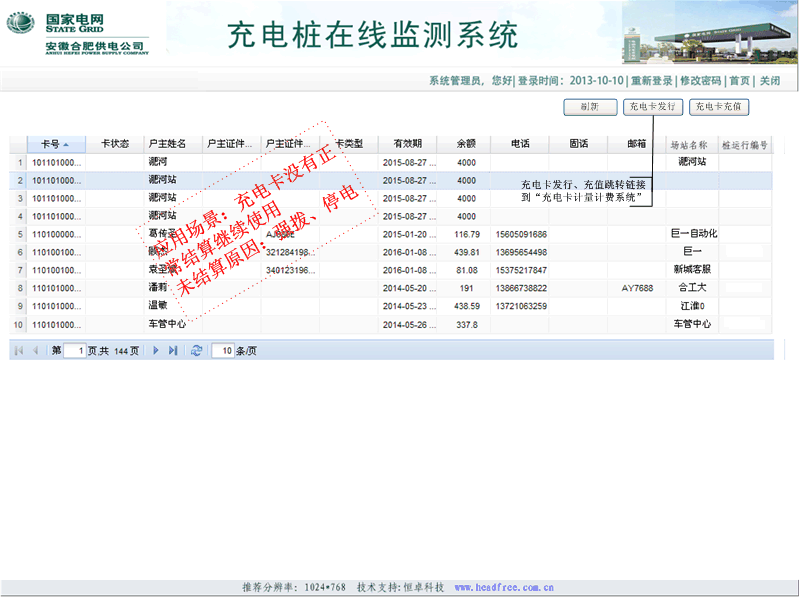 国家电网
STATE GRID
安徽合肥供电公司
ANHUI HEFEI POWER SUPPLY COMPANY
充电桩在线监测系统
系统管理员, 您好| 登录时间: 2013-10-10 | 重新登录 | 修改密码 | 首页 | 关闭
刷新 充电卡发行 充电卡充值
卡号 卡状态 户主姓名 户主证件... 户主证件... 卡类型 有效期 余额 电话 固话 邮箱 场站名称 桩运行编号
1 101101000... 淝河 2015-08-27 ... 4000 淝河站
2 101101000... 淝河站 2015-08-27 ... 4000
3 101101000... 淝河站 2015-08-27 ... 4000
4 101101000... 淝河站 2015-08-27 ... 4000
5 110100000... 葛传圣 2015-01-20 ... 116.79 15605091686 巨一自动化
6 110100100... 321284198... 2016-01-08 ... 439.81 13695654498 巨一
7 110100100... 340123196... 2016-01-08 ... 81.08 15375217847 新城客服
8 110101000... 潘莉 2014-05-20 ... 191 13866738822 AY7688 合工大
9 110101000... 温敏 2014-05-23 ... 438.59 13721063259 江淮0
10 110101000... 车管中心 2014-05-26 ... 337.8 车管中心
应用场景：充电卡没有正
常结算继续使用
未结算原因：强拨、停电
充电卡发行、充值跳转链接
到“充电卡计量计费系统”
第 1 页,共 144 页 10 条/页
推荐分辨率: 1024*768 技术支持:恒卓科技 www.headfree.com.cn